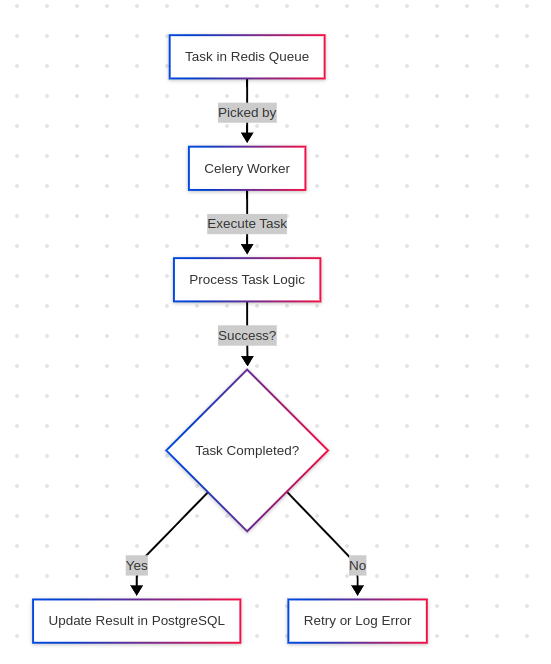 Task in Redis Queue
Picked by
Celery Worker
Execute Task
Process Task Logic
Success?
Task Completed?
Yes
No
Update Result in PostgreSQL
Retry or Log Error